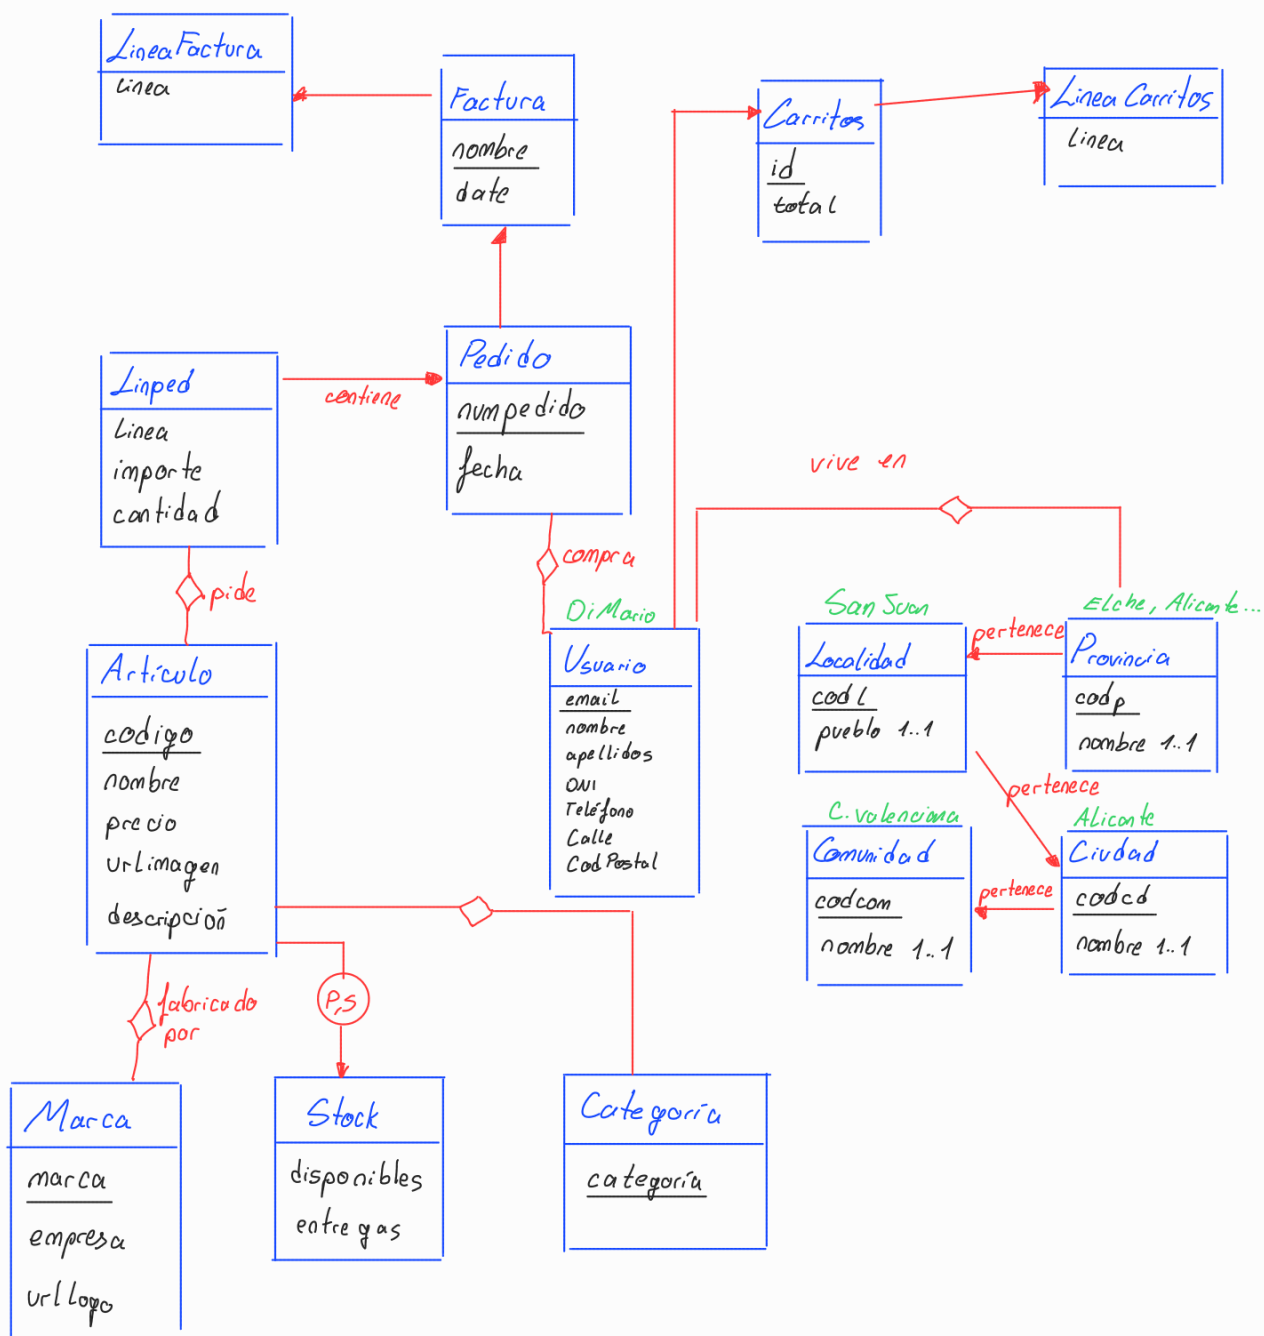 LineaFactura
Linea
Factura
nombre
date
Carritos
id
total
Linea Carritos
Linea
Linped
Linea
importe
cantidad
contiene
Pedido
numpedido
fecha
vive en
pide
compra
DiMario
Usuario
email
nombre
apellidos
DNI
Teléfono
Calle
Cod Postal
San Juan
Localidad
cod L
pueblo 1..1
pertenece
Elche, Alicante...
Provincia
codp
nombre 1..1
pertenece
C. Valenciana
Comunidad
codcom
nombre 1..1
pertenece
Alicante
Ciudad
codcd
nombre 1..1
Artículo
codigo
nombre
precio
urlimagen
descripción
fabricado
por
P,S
Marca
marca
empresa
urlLogo
Stock
disponibles
entregas
Categoría
categoría